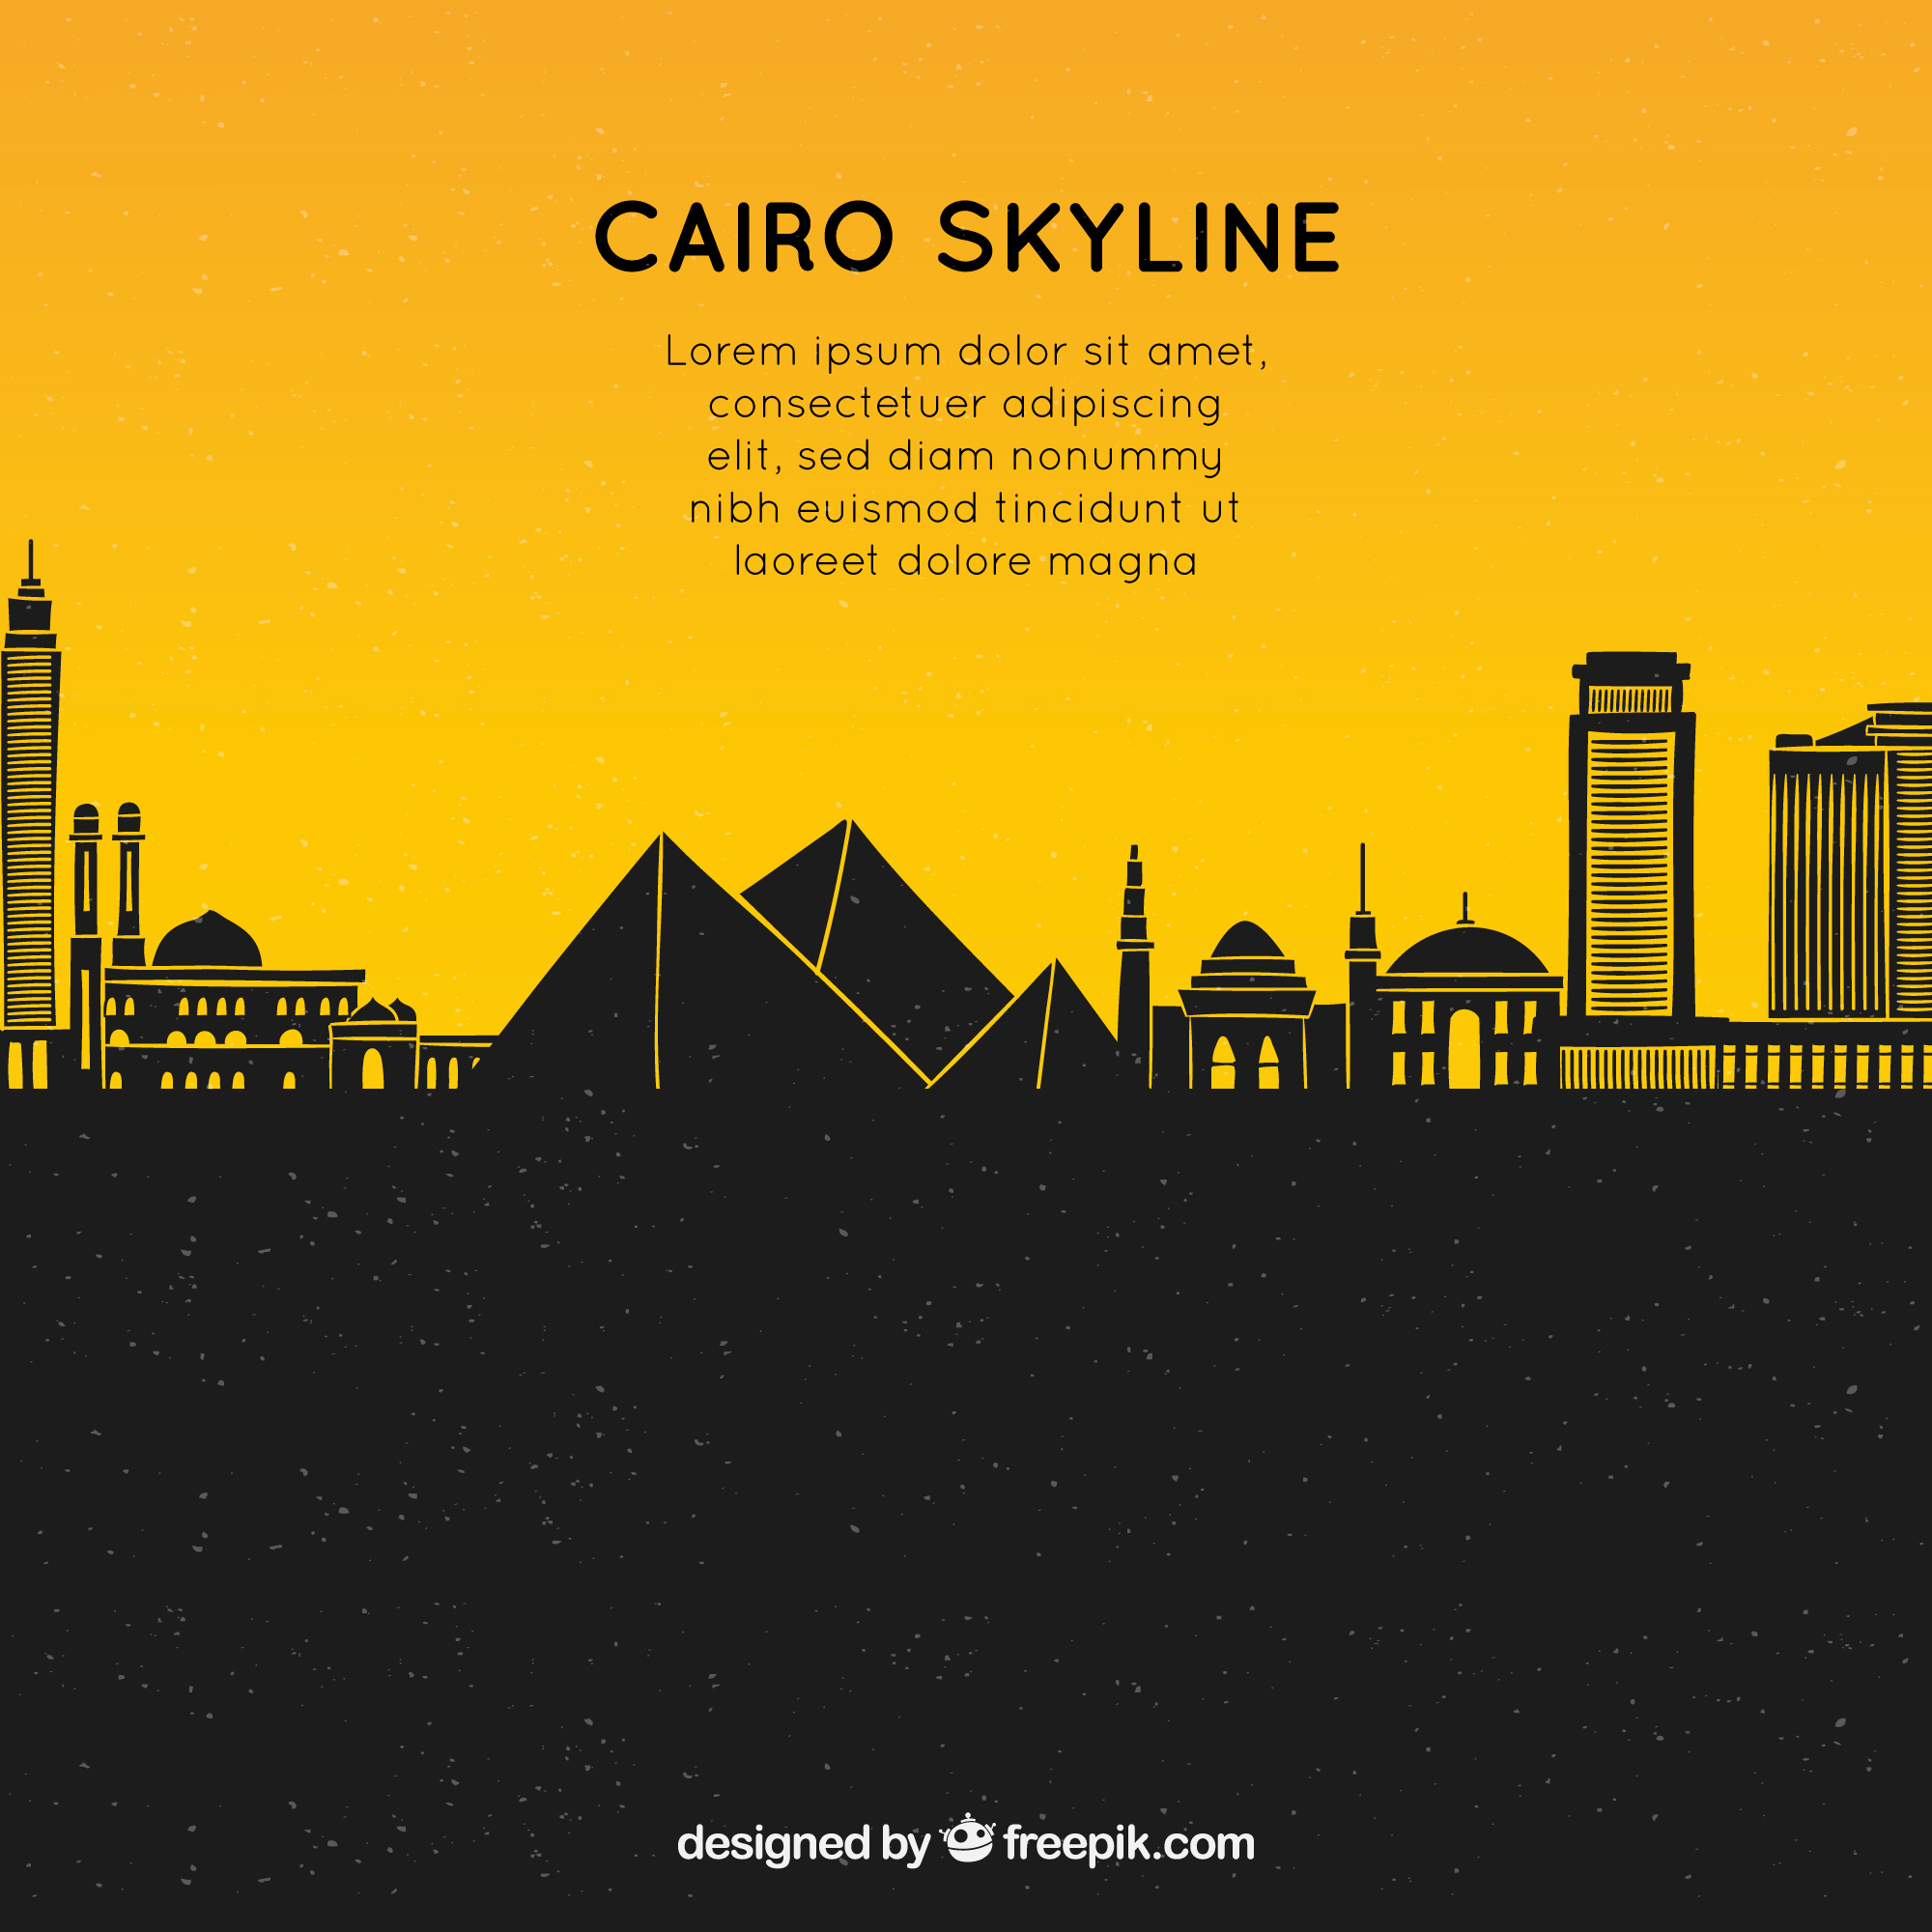 CAIRO SKYLINE
Lorem ipsum dolor sit amet,
consectetuer adipiscing
elit, sed diam nonummy
nibh euismod tincidunt ut
laoreet dolore magna
designed by freepik.com